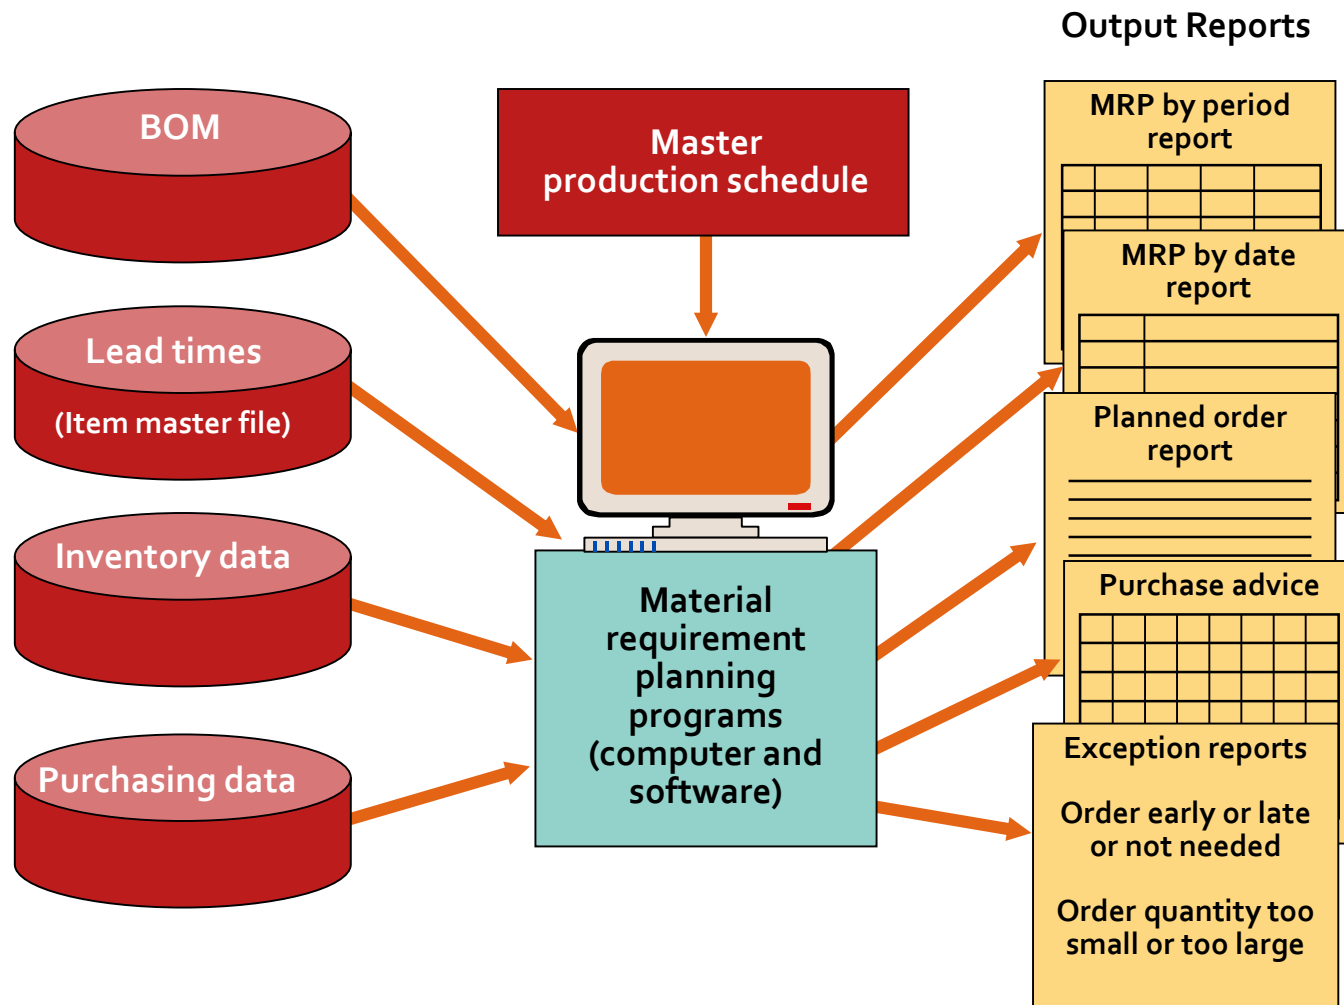 Output Reports
BOM
Lead times
(Item master file)
Inventory data
Purchasing data
Master
production schedule
Material
requirement
planning
programs
(computer and
software)
MRP by period
report
MRP by date
report
Planned order
report
Purchase advice
Exception reports
Order early or late
or not needed
Order quantity too
small or too large